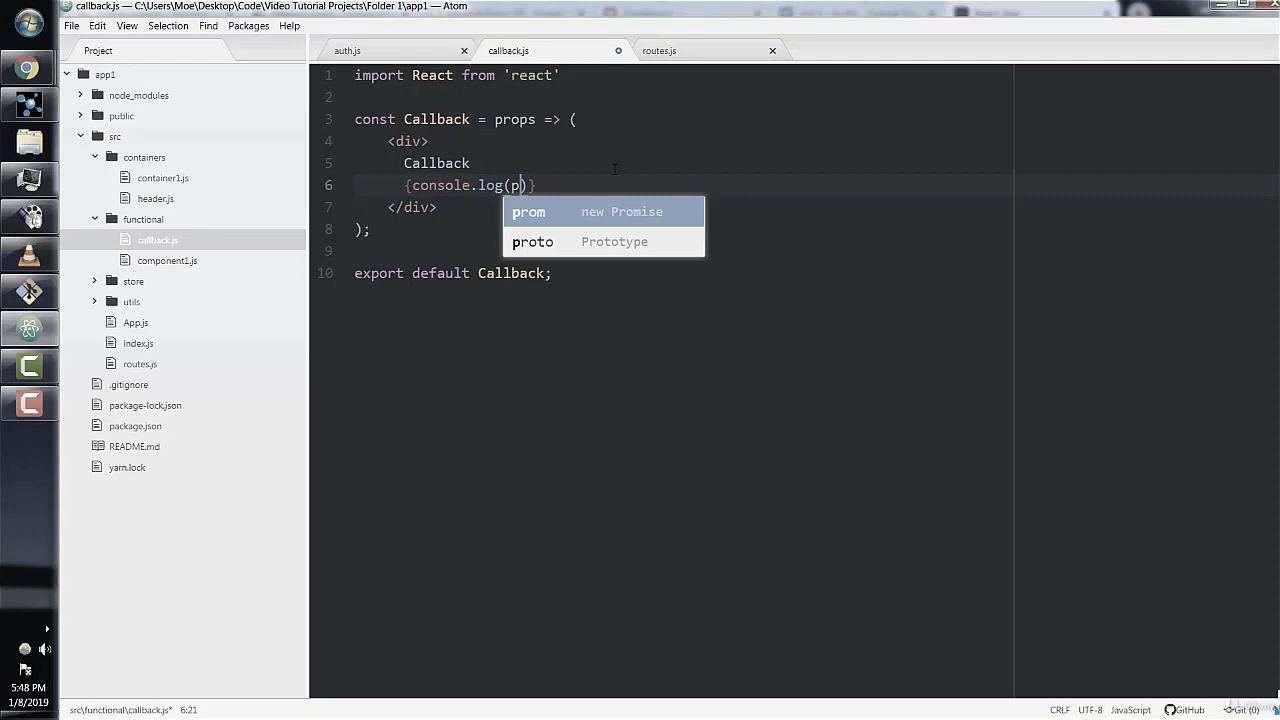 callback.js — C:\Users\Moe\Desktop\Code\Video Tutorial Projects\Folder 1\app1 — Atom
File Edit View Selection Find Packages Help
Project
auth.js
callback.js
routes.js
app1
node_modules
public
src
containers
container1.js
header.js
functional
callback.js
component1.js
store
utils
App.js
index.js
routes.js
.gitignore
package-lock.json
package.json
README.md
yarn.lock
1 import React from 'react'
2
3 const Callback = props => (
4 <div>
5 Callback
6 {console.log(p)}
7 </div>
8 );
9
10 export default Callback;
prom new Promise
proto Prototype
5:48 PM
1/8/2019
src\functional\callback.js* 6:21
CRLF UTF-8 JavaScript GitHub Git (0)